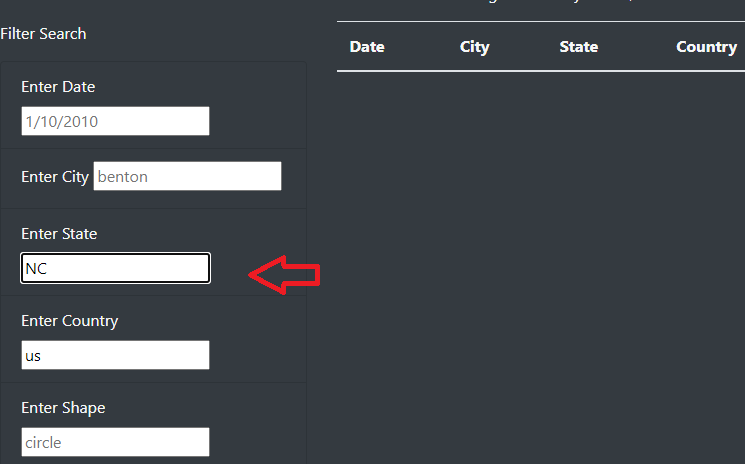 Filter Search
Date City State Country
Enter Date
1/10/2010
Enter City benton
Enter State
NC
Enter Country
us
Enter Shape
circle